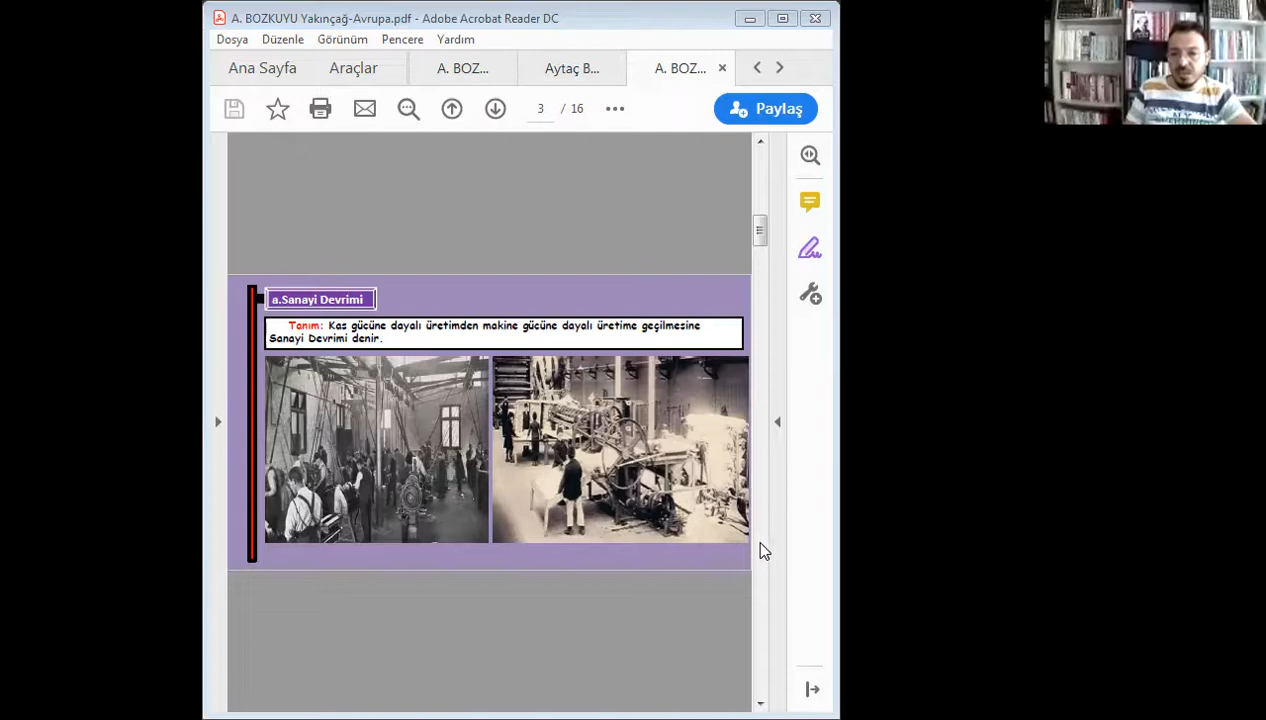 A. BOZKUYU Yakınçağ-Avrupa.pdf - Adobe Acrobat Reader DC
Dosya Düzenle Görünüm Pencere Yardım
Ana Sayfa Araçlar A. BOZ... Aytaç B... A. BOZ...
3 / 16 Paylaş
a.Sanayi Devrimi
Tanım: Kas gücüne dayalı üretimden makine gücüne dayalı üretime geçilmesine
Sanayi Devrimi denir.